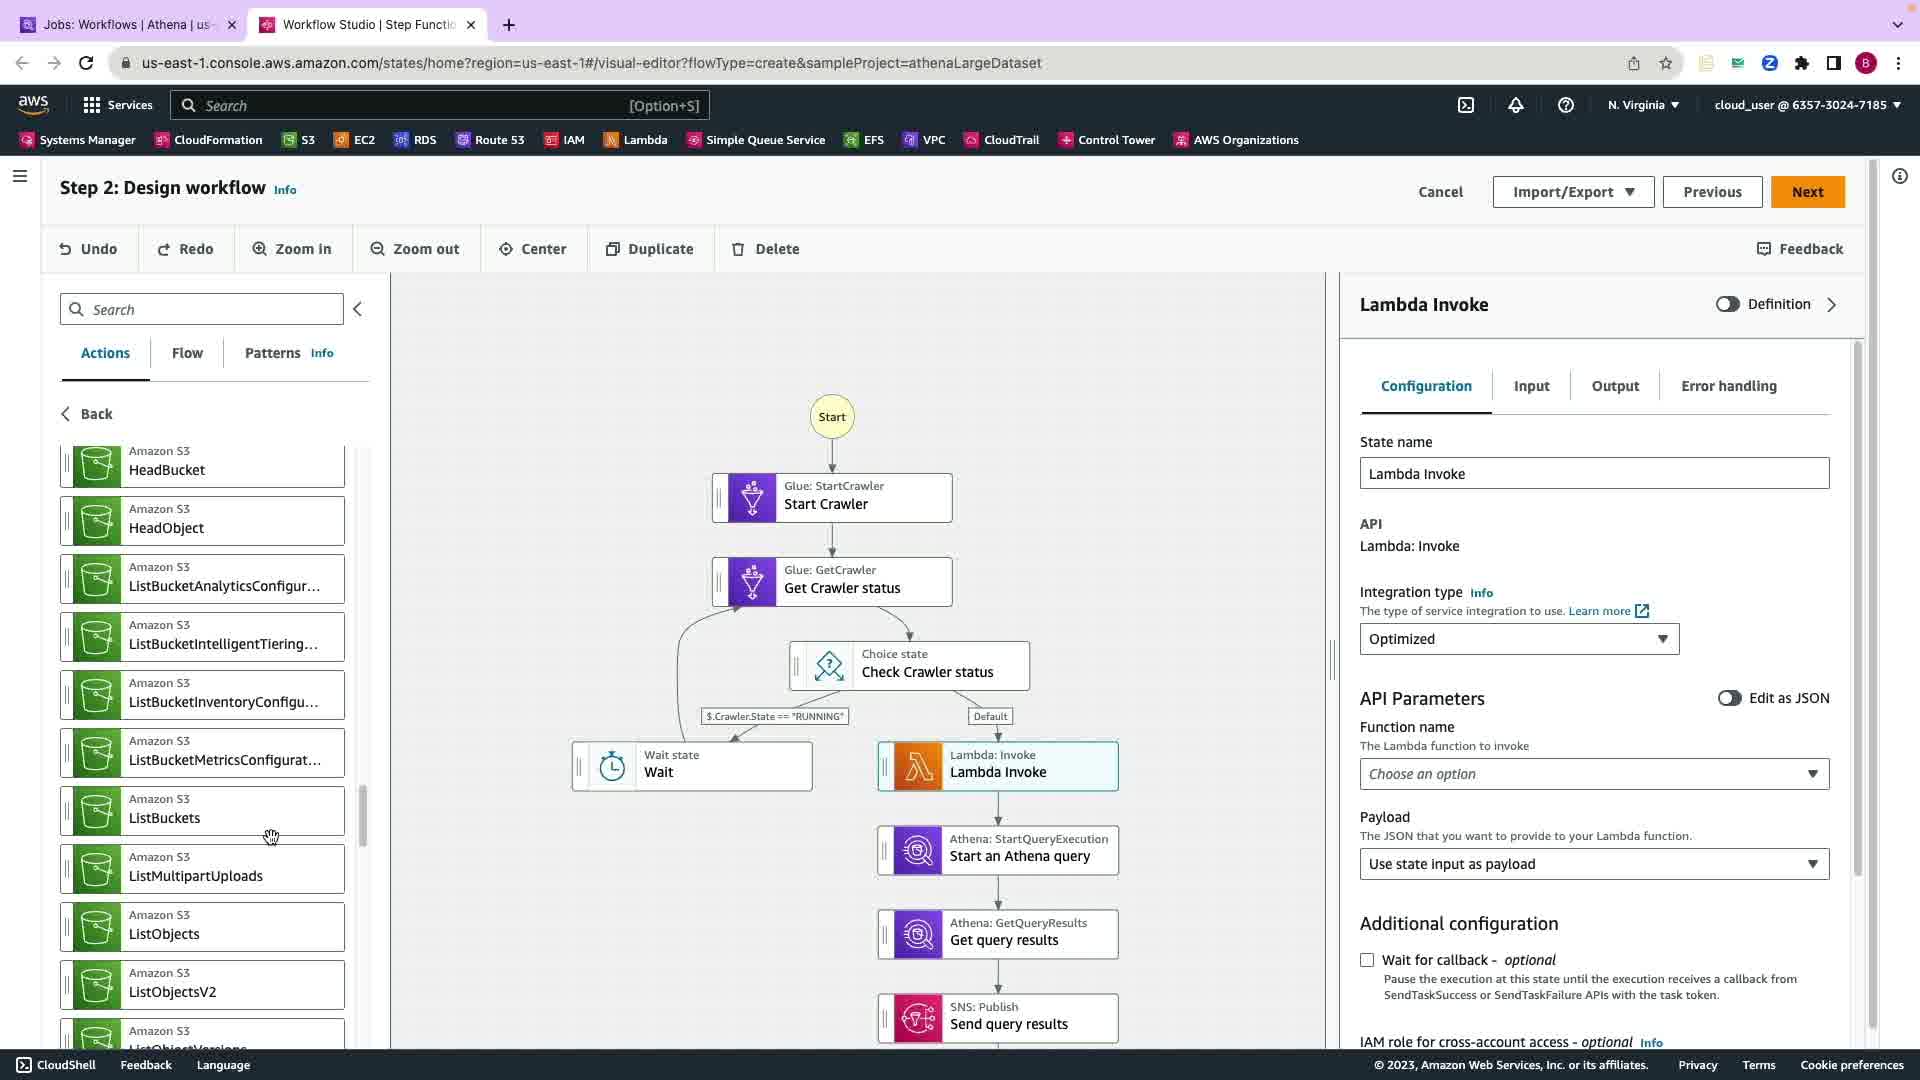 Jobs: Workflows | Athena | us-
Workflow Studio | Step Functio
us-east-1.console.aws.amazon.com/states/home?region=us-east-1#/visual-editor?flowType=create&sampleProject=athenaLargeDataset
B
aws
Services
Search
[Option+S]
N. Virginia
cloud_user @ 6357-3024-7185
Systems Manager
CloudFormation
S3
EC2
RDS
Route 53
IAM
Lambda
Simple Queue Service
EFS
VPC
CloudTrail
Control Tower
AWS Organizations
Step 2: Design workflow
Info
Cancel
Import/Export
Previous
Next
Undo
Redo
Zoom in
Zoom out
Center
Duplicate
Delete
Feedback
Search
Actions
Flow
Patterns
Info
Back
Amazon S3
HeadBucket
Amazon S3
HeadObject
Amazon S3
ListBucketAnalyticsConfigur...
Amazon S3
ListBucketIntelligentTiering...
Amazon S3
ListBucketInventoryConfigu...
Amazon S3
ListBucketMetricsConfigurat...
Amazon S3
ListBuckets
Amazon S3
ListMultipartUploads
Amazon S3
ListObjects
Amazon S3
ListObjectsV2
Amazon S3
ListObjectVersions
Start
Glue: StartCrawler
Start Crawler
Glue: GetCrawler
Get Crawler status
Choice state
Check Crawler status
$.Crawler.State == "RUNNING"
Default
Wait state
Wait
Lambda: Invoke
Lambda Invoke
Athena: StartQueryExecution
Start an Athena query
Athena: GetQueryResults
Get query results
SNS: Publish
Send query results
Lambda Invoke
Definition
Configuration
Input
Output
Error handling
State name
Lambda Invoke
API
Lambda: Invoke
Integration type
Info
The type of service integration to use. Learn more
Optimized
API Parameters
Edit as JSON
Function name
The Lambda function to invoke
Choose an option
Payload
The JSON that you want to provide to your Lambda function.
Use state input as payload
Additional configuration
Wait for callback - optional
Pause the execution at this state until the execution receives a callback from
SendTaskSuccess or SendTaskFailure APIs with the task token.
IAM role for cross-account access - optional Info
CloudShell
Feedback
Language
© 2023, Amazon Web Services, Inc. or its affiliates.
Privacy
Terms
Cookie preferences